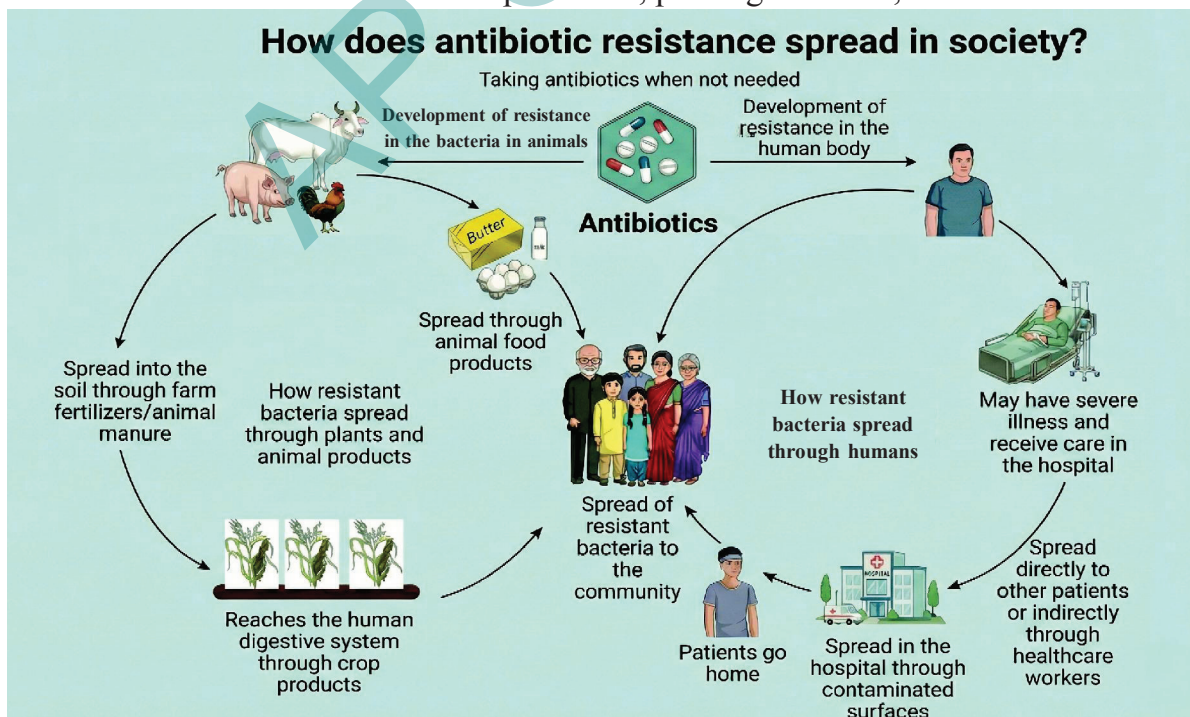 How does antibiotic resistance spread in society?
Taking antibiotics when not needed
Development of resistance
in the bacteria in animals
Development of
resistance in the
human body
Antibiotics
Butter
milk
Spread through
animal food
products
Spread into the
soil through farm
fertilizers/animal
manure
How resistant
bacteria spread
through plants and
animal products
How resistant
bacteria spread
through humans
May have severe
illness and
receive care in
the hospital
Spread of
resistant
bacteria to
the
community
Reaches the human
digestive system
through crop
products
Patients go
home
HOSPITAL
Spread in the
hospital through
contaminated
surfaces
Spread
directly to
other patients
or indirectly
through
healthcare
workers